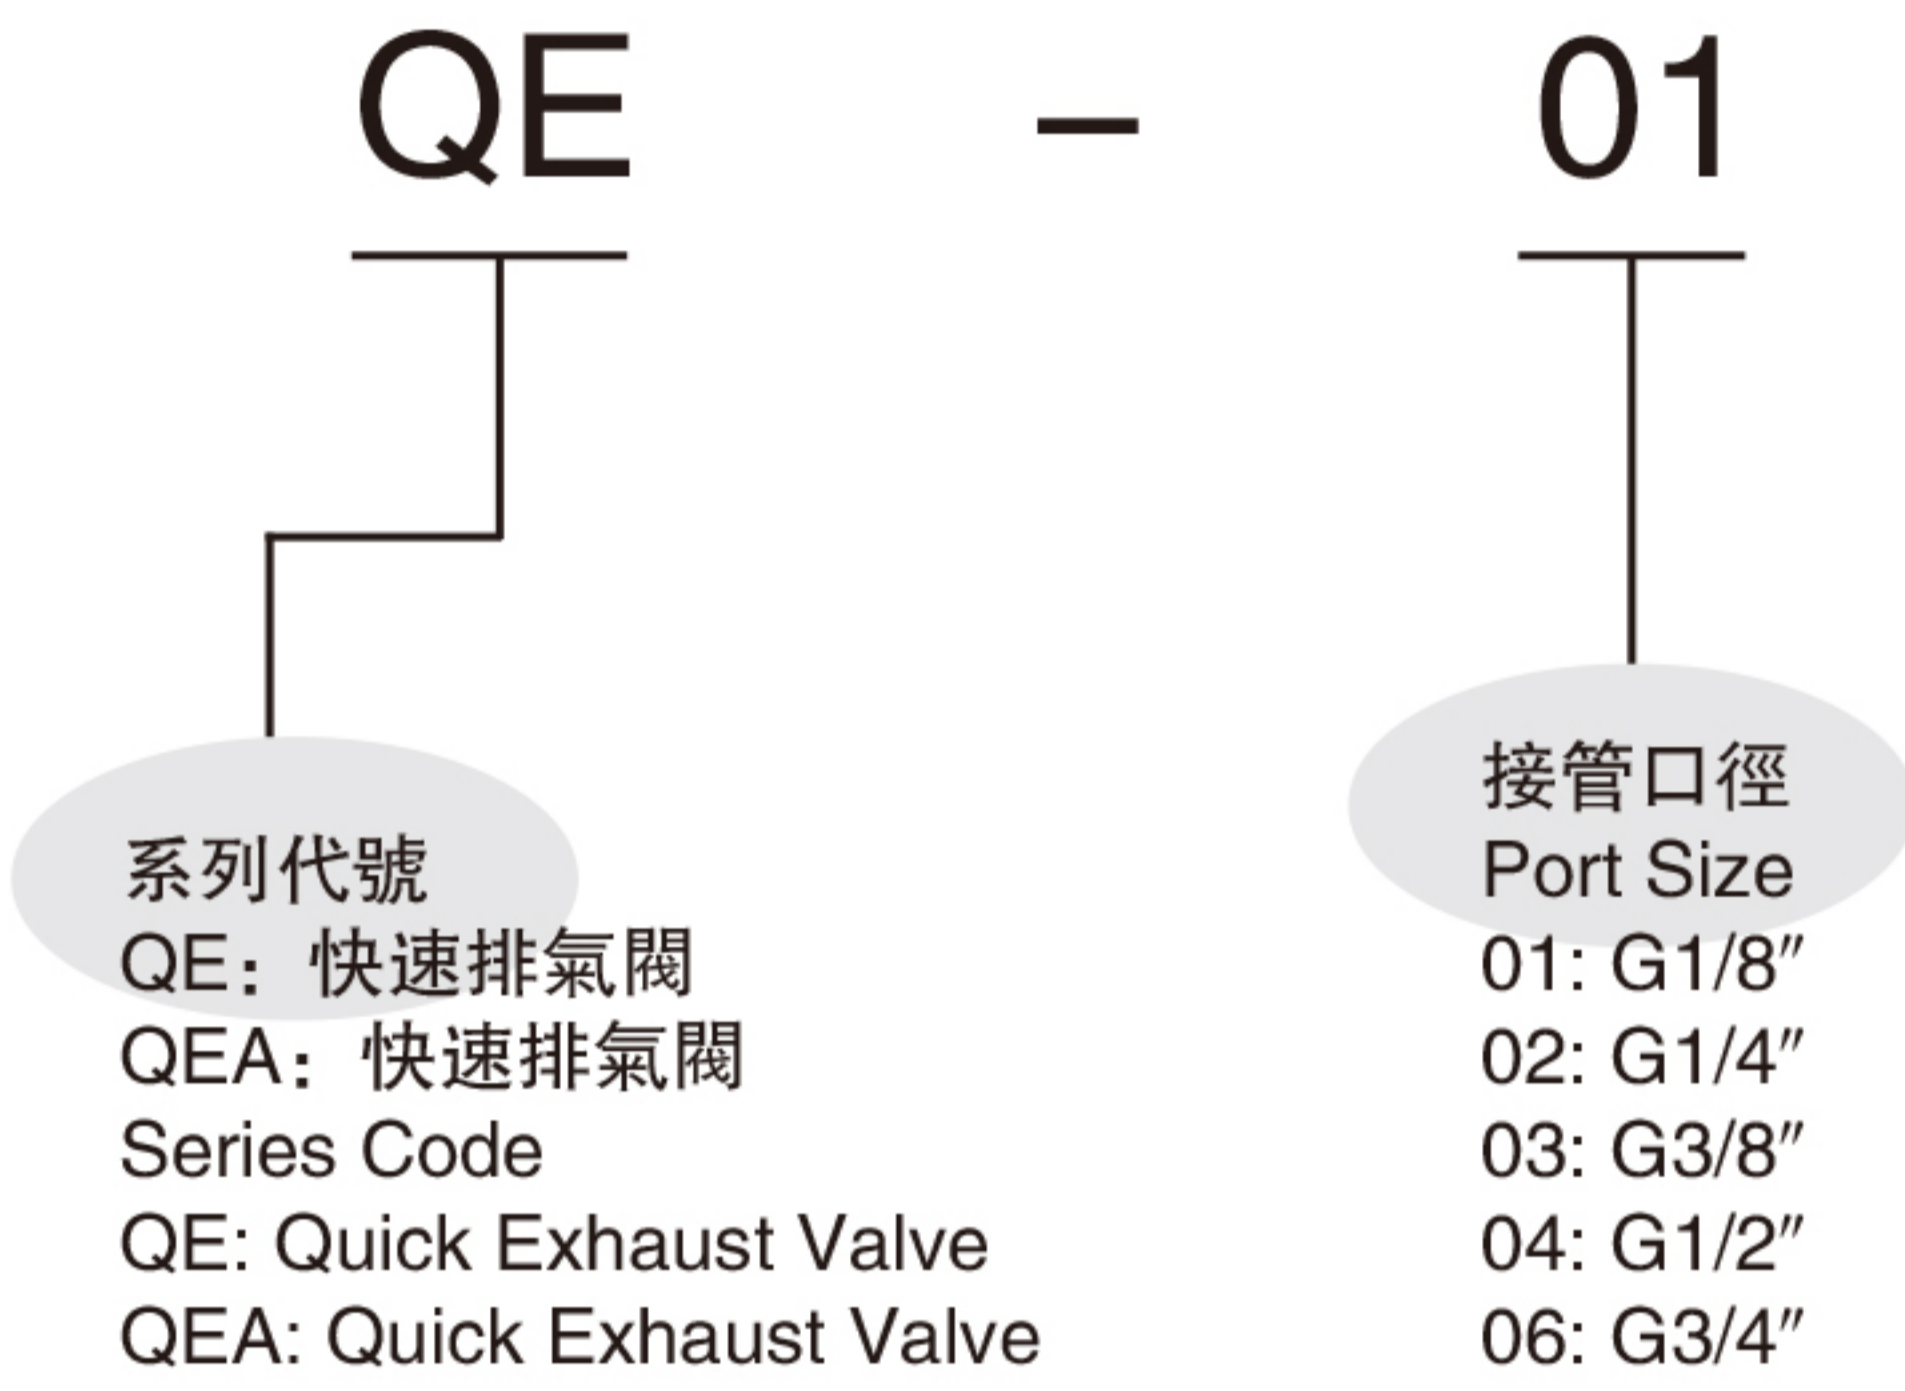 QE – 01
系列代號
QE：快速排氣閥
QEA：快速排氣閥
Series Code
QE: Quick Exhaust Valve
QEA: Quick Exhaust Valve
接管口徑
Port Size
01: G1/8″
02: G1/4″
03: G3/8″
04: G1/2″
06: G3/4″